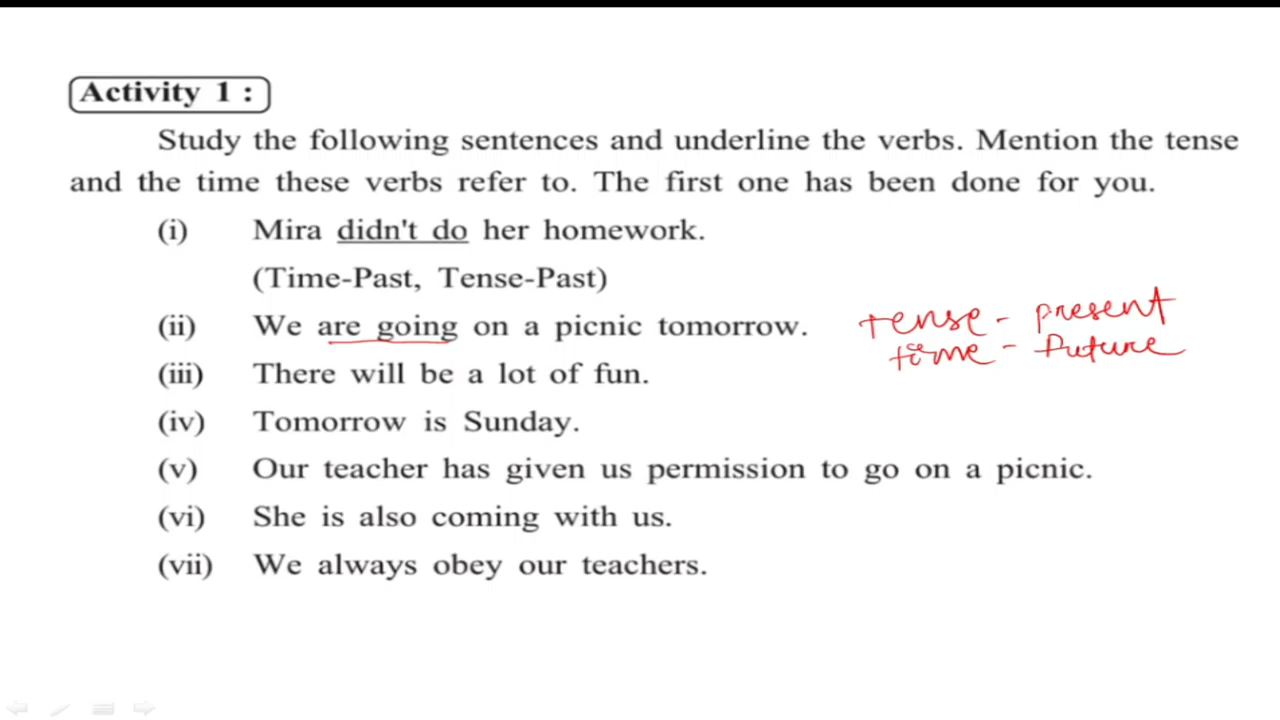 Activity 1 :
Study the following sentences and underline the verbs. Mention the tense
and the time these verbs refer to. The first one has been done for you.
(i) Mira didn't do her homework.
(Time-Past, Tense-Past)
(ii) We are going on a picnic tomorrow. tense - present
time - future
(iii) There will be a lot of fun.
(iv) Tomorrow is Sunday.
(v) Our teacher has given us permission to go on a picnic.
(vi) She is also coming with us.
(vii) We always obey our teachers.